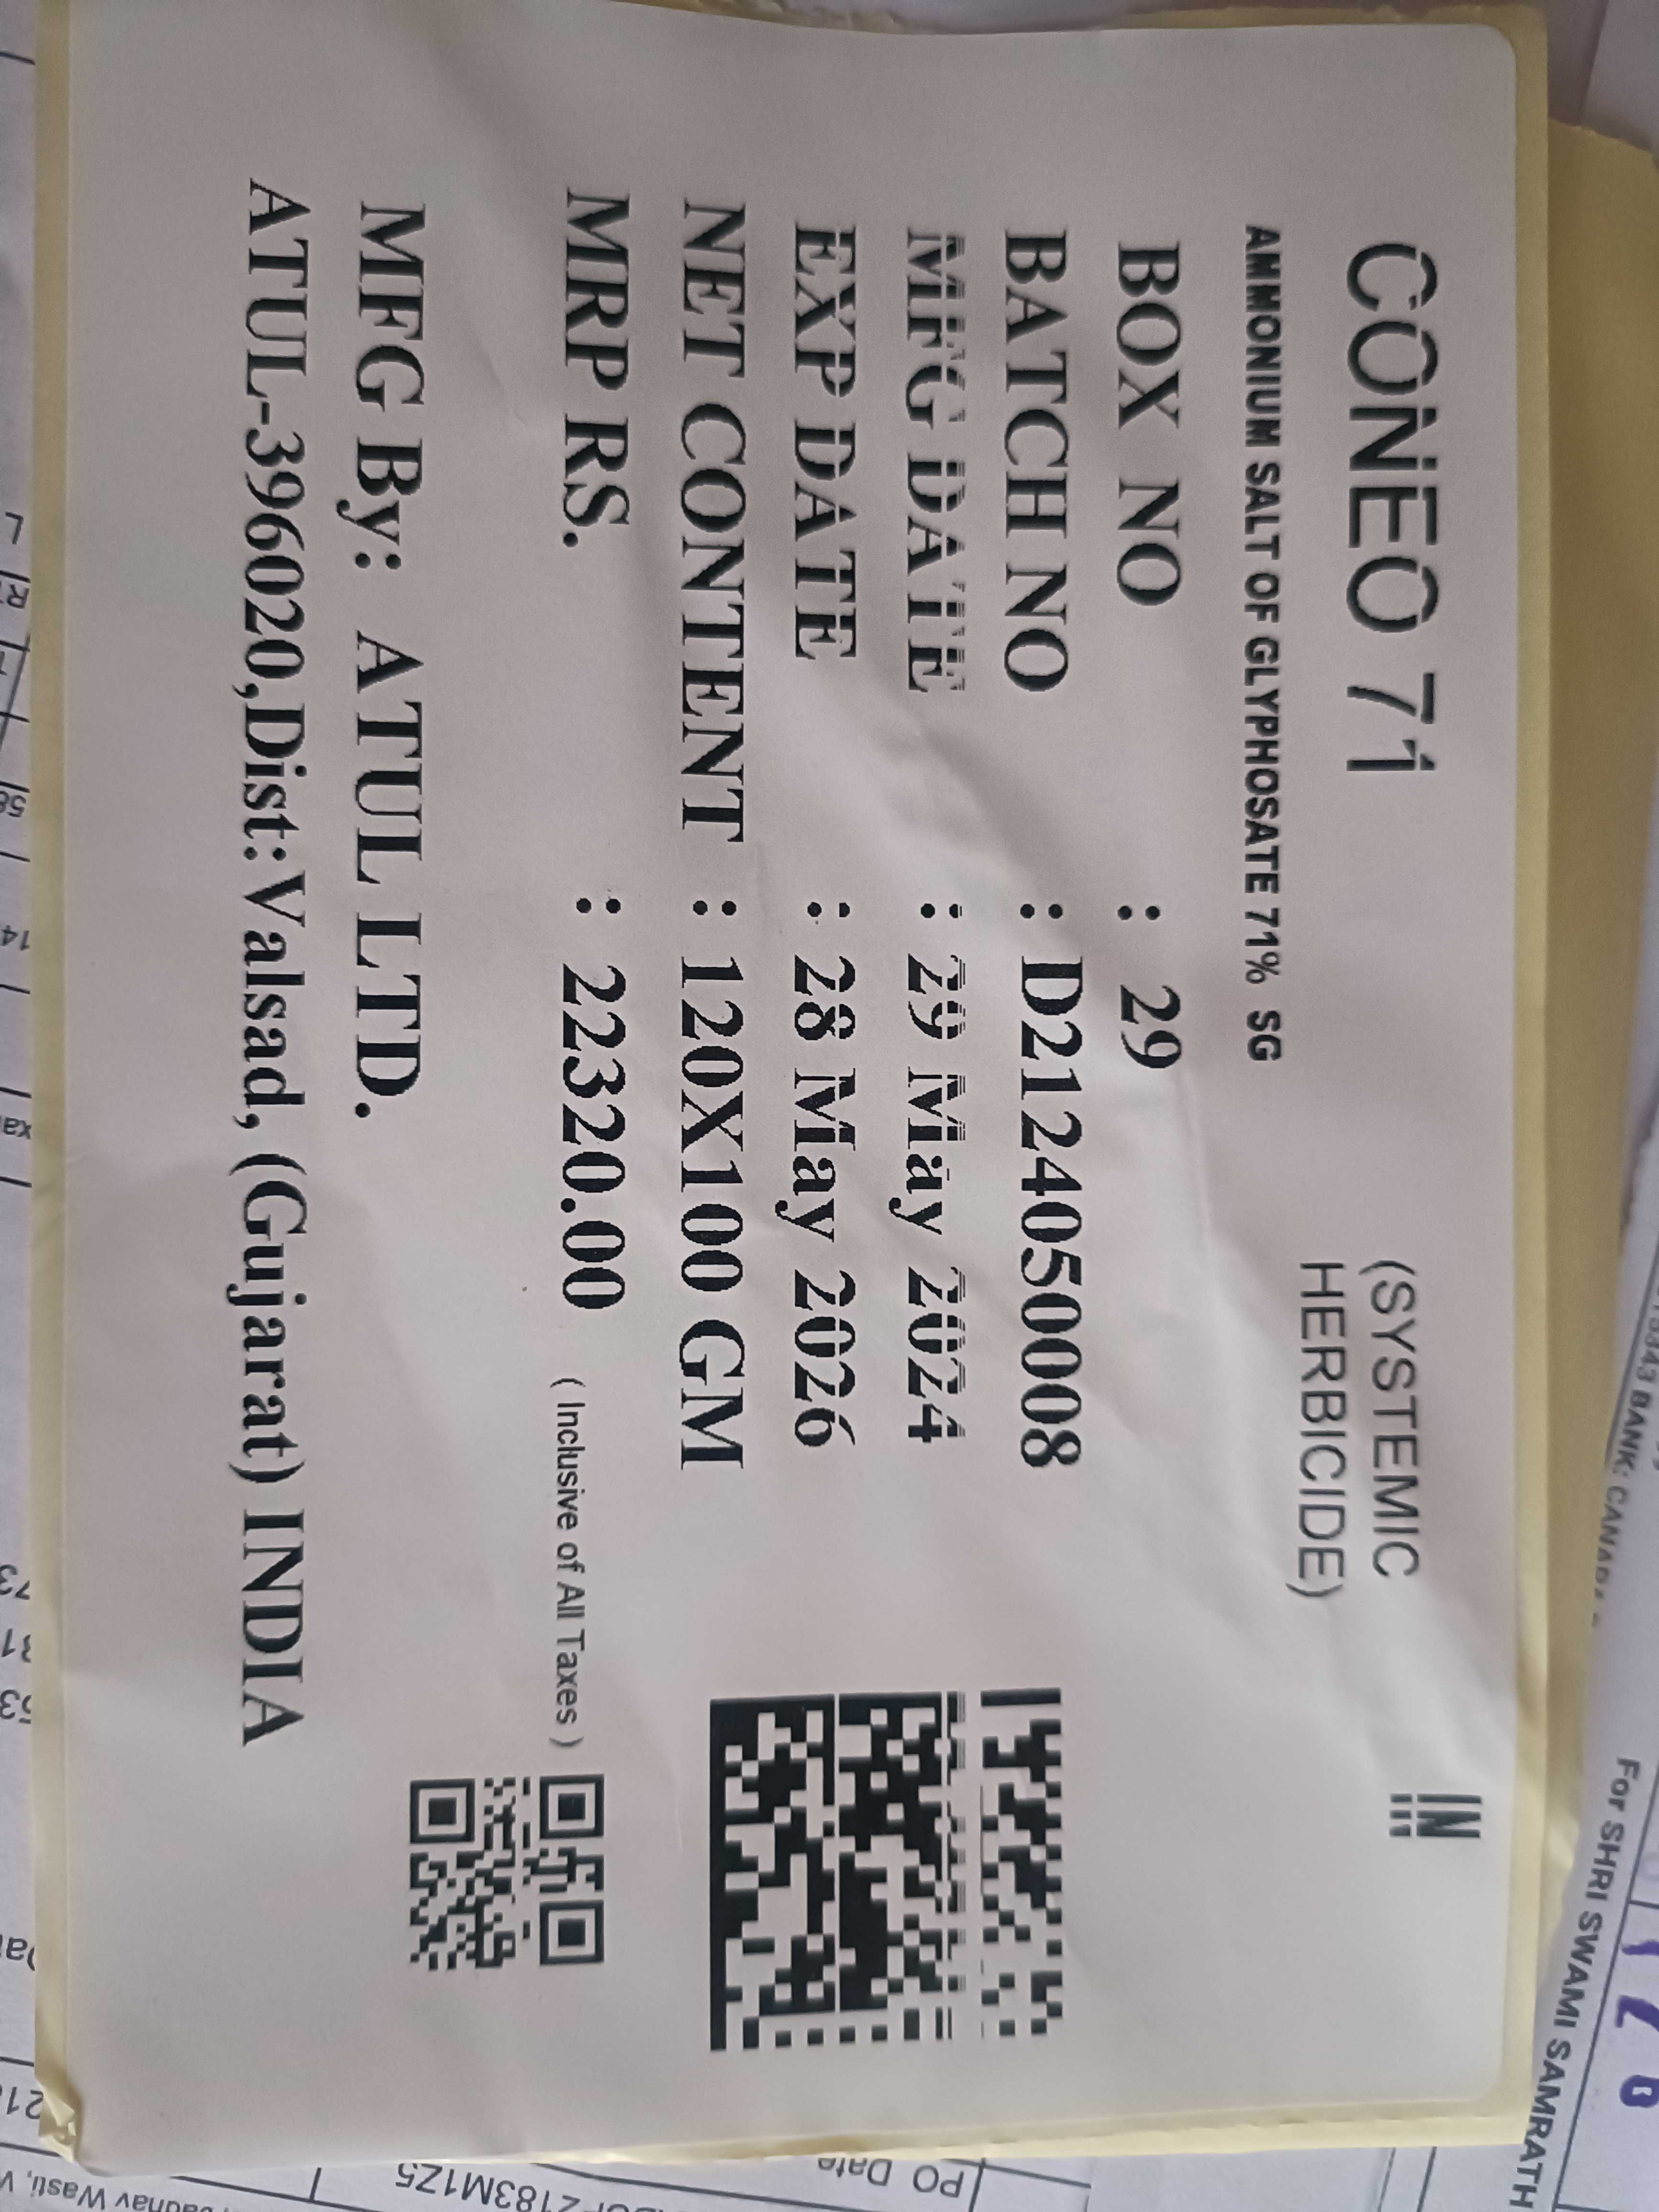 CONEO 71
(SYSTEMIC
HERBICIDE)
IN
AMMONIUM SALT OF GLYPHOSATE 71% SG
BOX NO : 29
BATCH NO : D2124050008
MFG DATE : 29 May 2024
EXP DATE : 28 May 2026
NET CONTENT : 120X100 GM
MRP RS. : 22320.00 ( Inclusive of All Taxes )
MFG By: ATUL LTD.
ATUL-396020,Dist:Valsad, (Gujarat) INDIA
BANK:
For SHRI SWAMI SAMRATH
PO Date